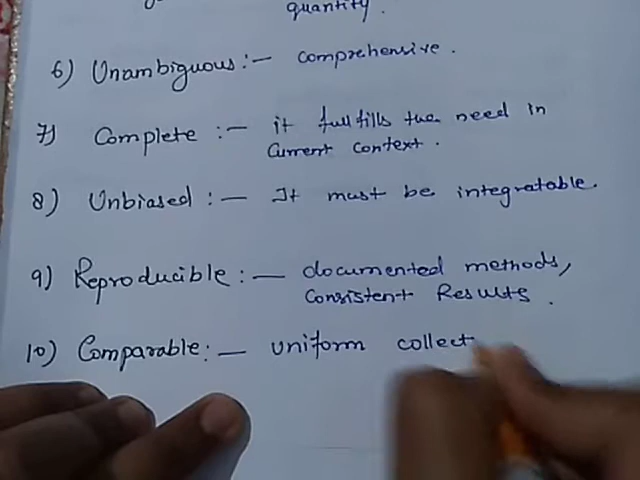 quantity.
6) Unambiguous:- comprehensive.
7) Complete :- it fullfills the need in
current context.
8) Unbiased :- It must be integratable.
9) Reproducible:- documented methods,
Consistent Results.
10) Comparable:- uniform collect